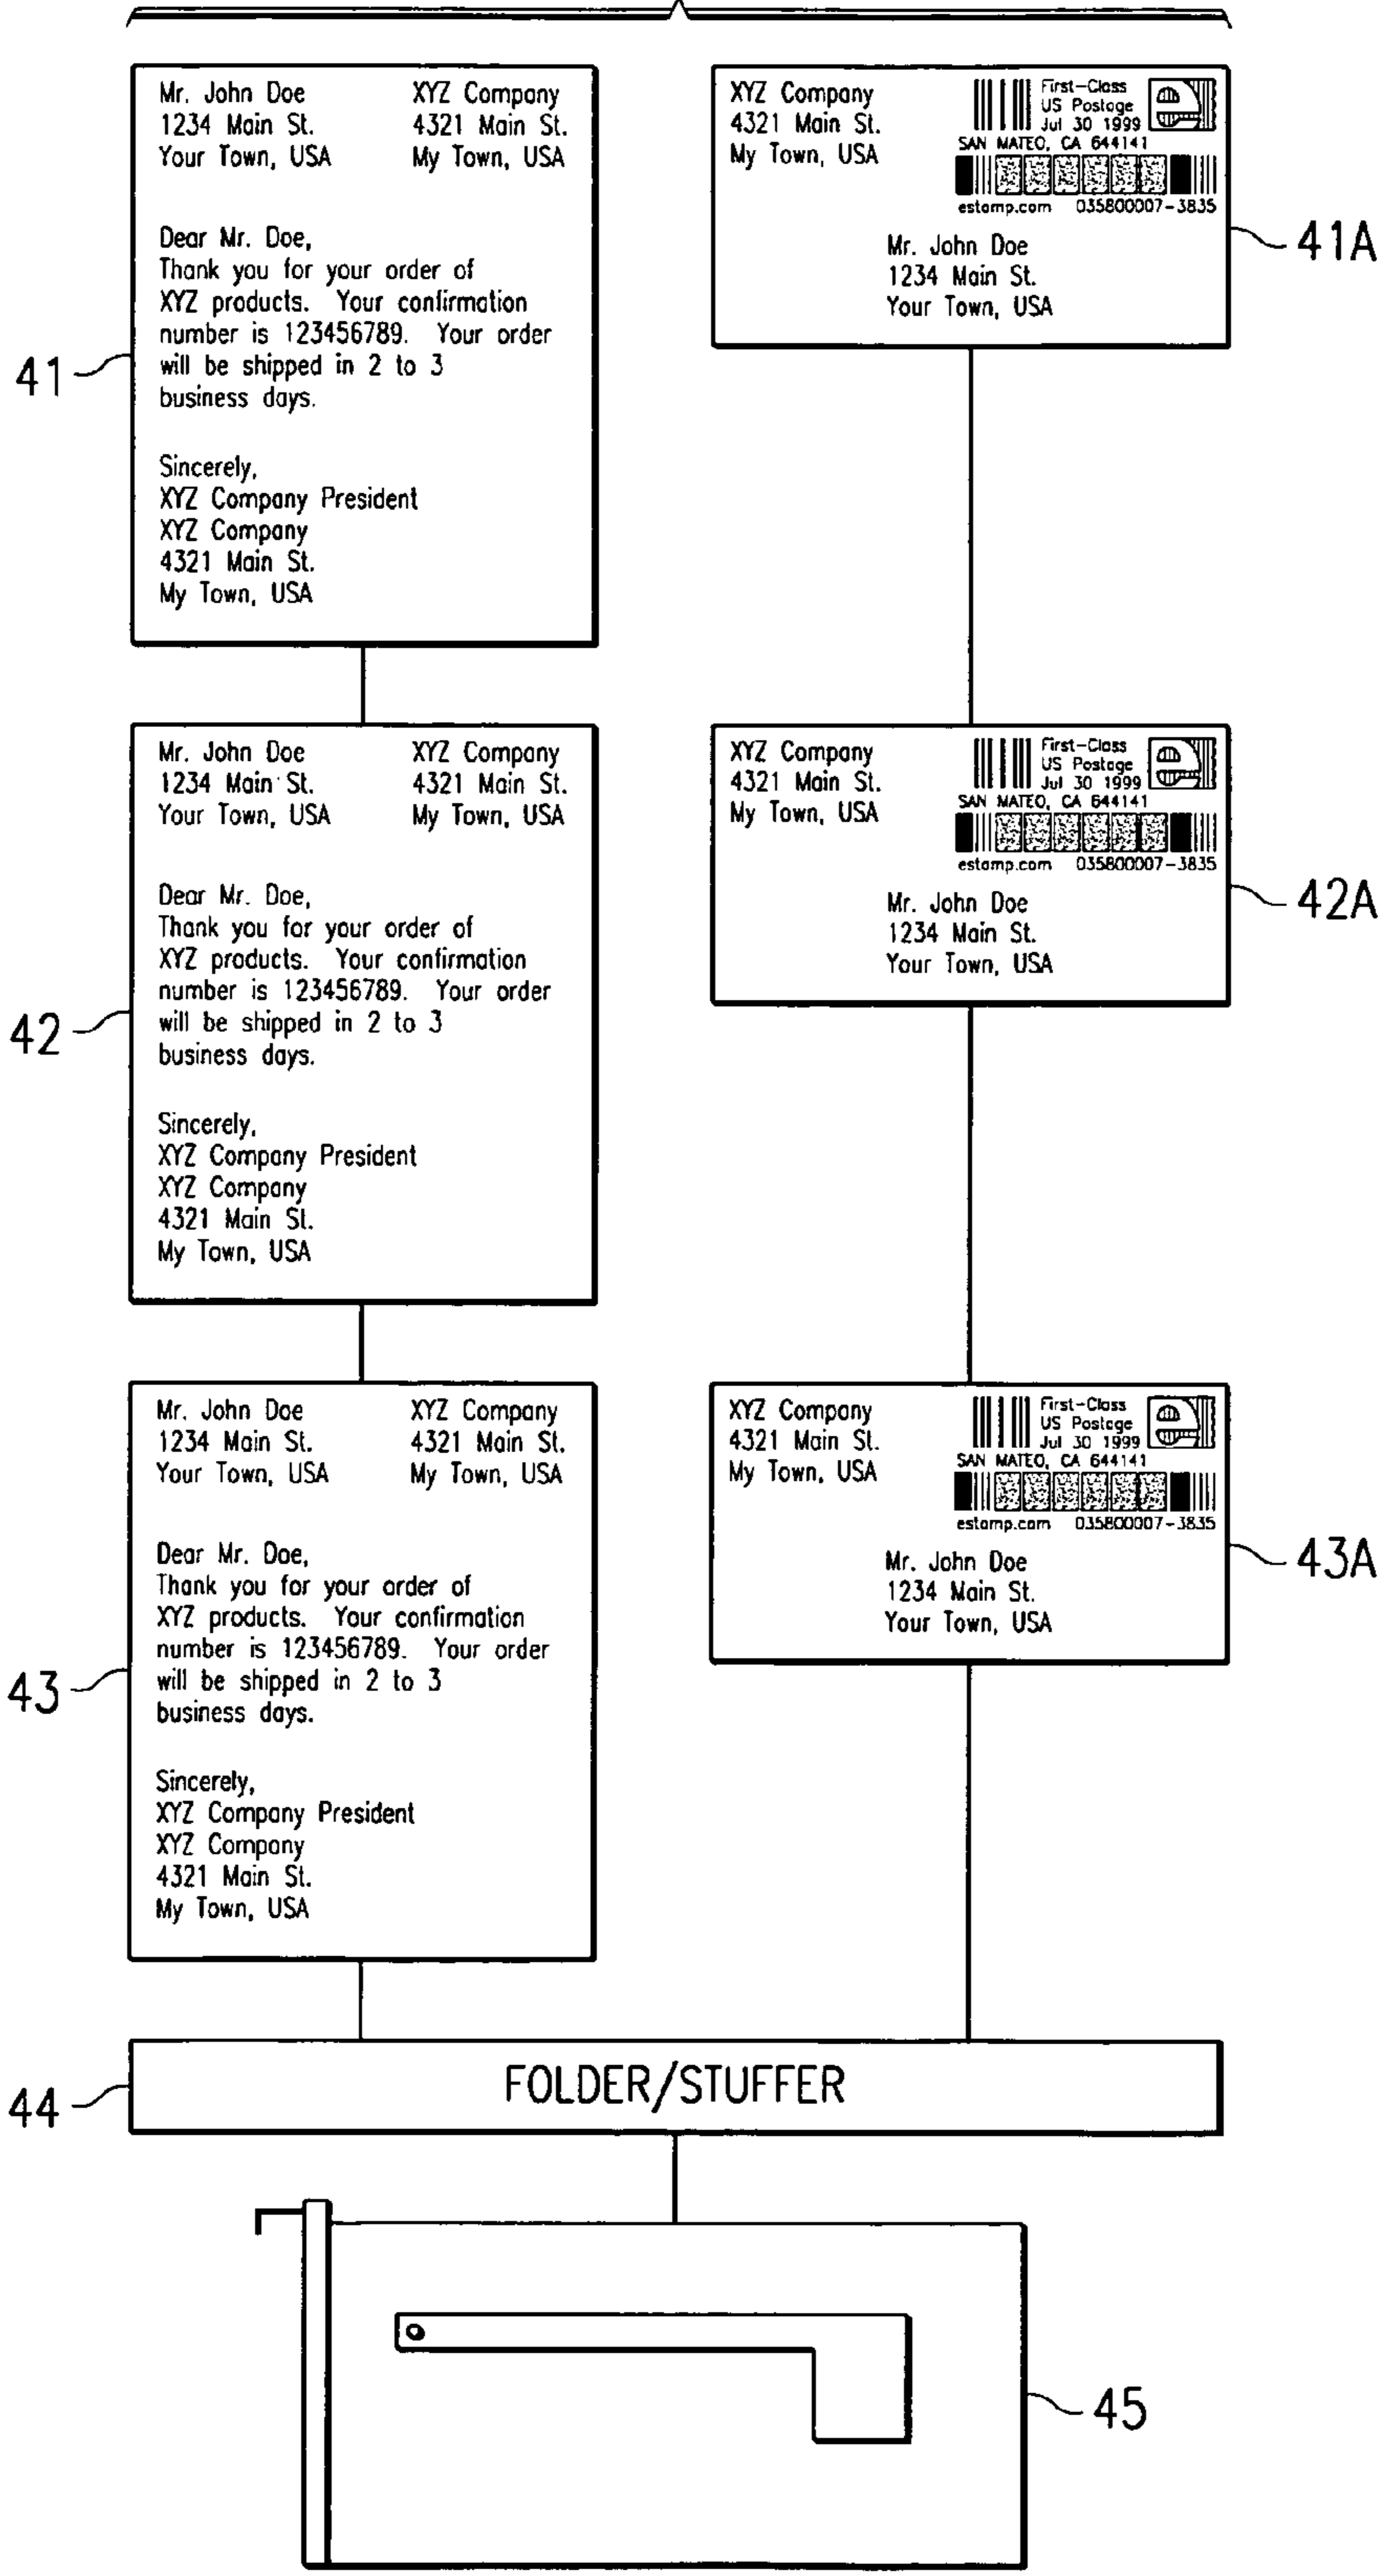 Mr. John Doe XYZ Company
1234 Main St. 4321 Main St.
Your Town, USA My Town, USA
Dear Mr. Doe,
Thank you for your order of
XYZ products. Your confirmation
number is 123456789. Your order
will be shipped in 2 to 3
business days.
Sincerely,
XYZ Company President
XYZ Company
4321 Main St.
My Town, USA
41
XYZ Company
4321 Main St.
My Town, USA
First-Class
US Postage
Jul 30 1999
SAN MATEO, CA 644141
estamp.com 035800007-3835
Mr. John Doe
1234 Main St.
Your Town, USA
41A
Mr. John Doe XYZ Company
1234 Main St. 4321 Main St.
Your Town, USA My Town, USA
Dear Mr. Doe,
Thank you for your order of
XYZ products. Your confirmation
number is 123456789. Your order
will be shipped in 2 to 3
business days.
Sincerely,
XYZ Company President
XYZ Company
4321 Main St.
My Town, USA
42
XYZ Company
4321 Main St.
My Town, USA
First-Class
US Postage
Jul 30 1999
SAN MATEO, CA 644141
estamp.com 035800007-3835
Mr. John Doe
1234 Main St.
Your Town, USA
42A
Mr. John Doe XYZ Company
1234 Main St. 4321 Main St.
Your Town, USA My Town, USA
Dear Mr. Doe,
Thank you for your order of
XYZ products. Your confirmation
number is 123456789. Your order
will be shipped in 2 to 3
business days.
Sincerely,
XYZ Company President
XYZ Company
4321 Main St.
My Town, USA
43
XYZ Company
4321 Main St.
My Town, USA
First-Class
US Postage
Jul 30 1999
SAN MATEO, CA 644141
estamp.com 035800007-3835
Mr. John Doe
1234 Main St.
Your Town, USA
43A
FOLDER/STUFFER
44
45